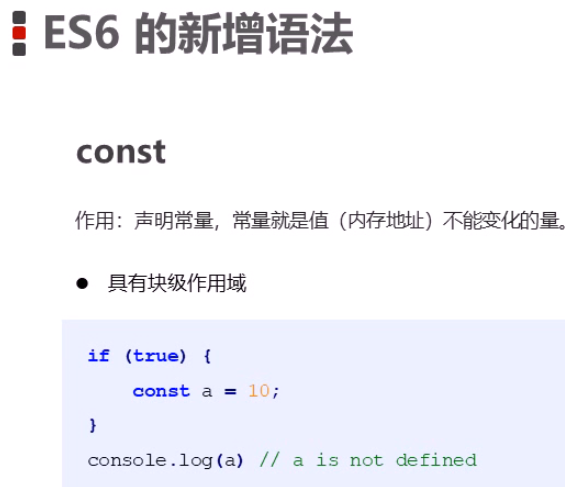 ES6 的新增语法
const
作用：声明常量，常量就是值（内存地址）不能变化的量。
● 具有块级作用域
if (true) {
    const a = 10;
}
console.log(a) // a is not defined